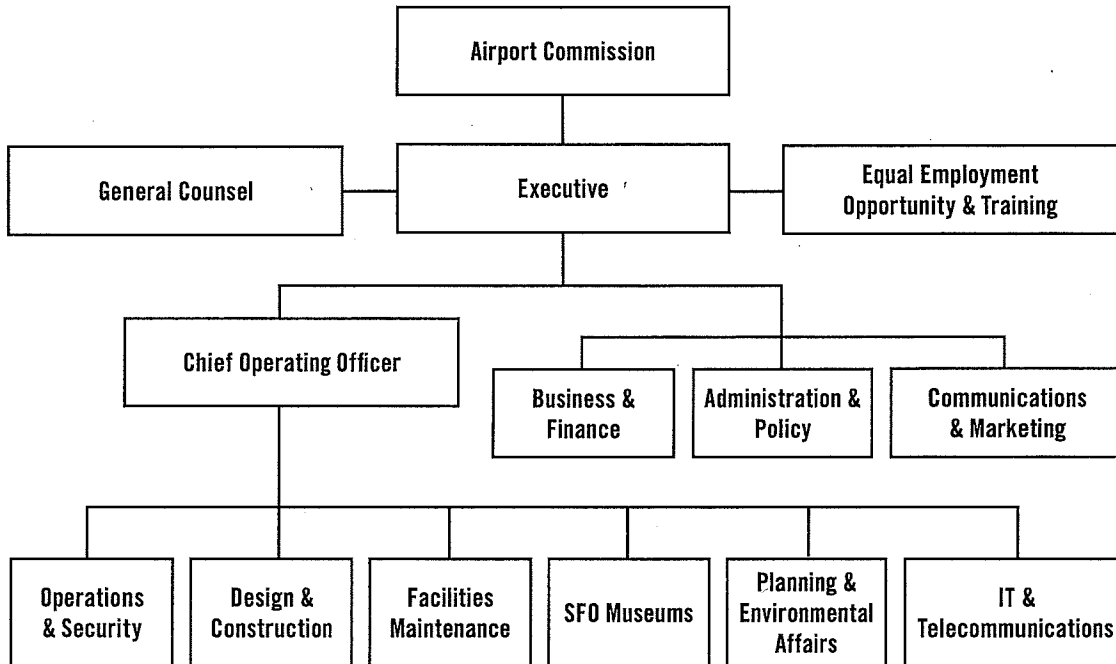 Airport Commission
General Counsel
Executive
Equal Employment
Opportunity & Training
Chief Operating Officer
Business &
Finance
Administration &
Policy
Communications
& Marketing
Operations
& Security
Design &
Construction
Facilities
Maintenance
SFO Museums
Planning &
Environmental
Affairs
IT &
Telecommunications